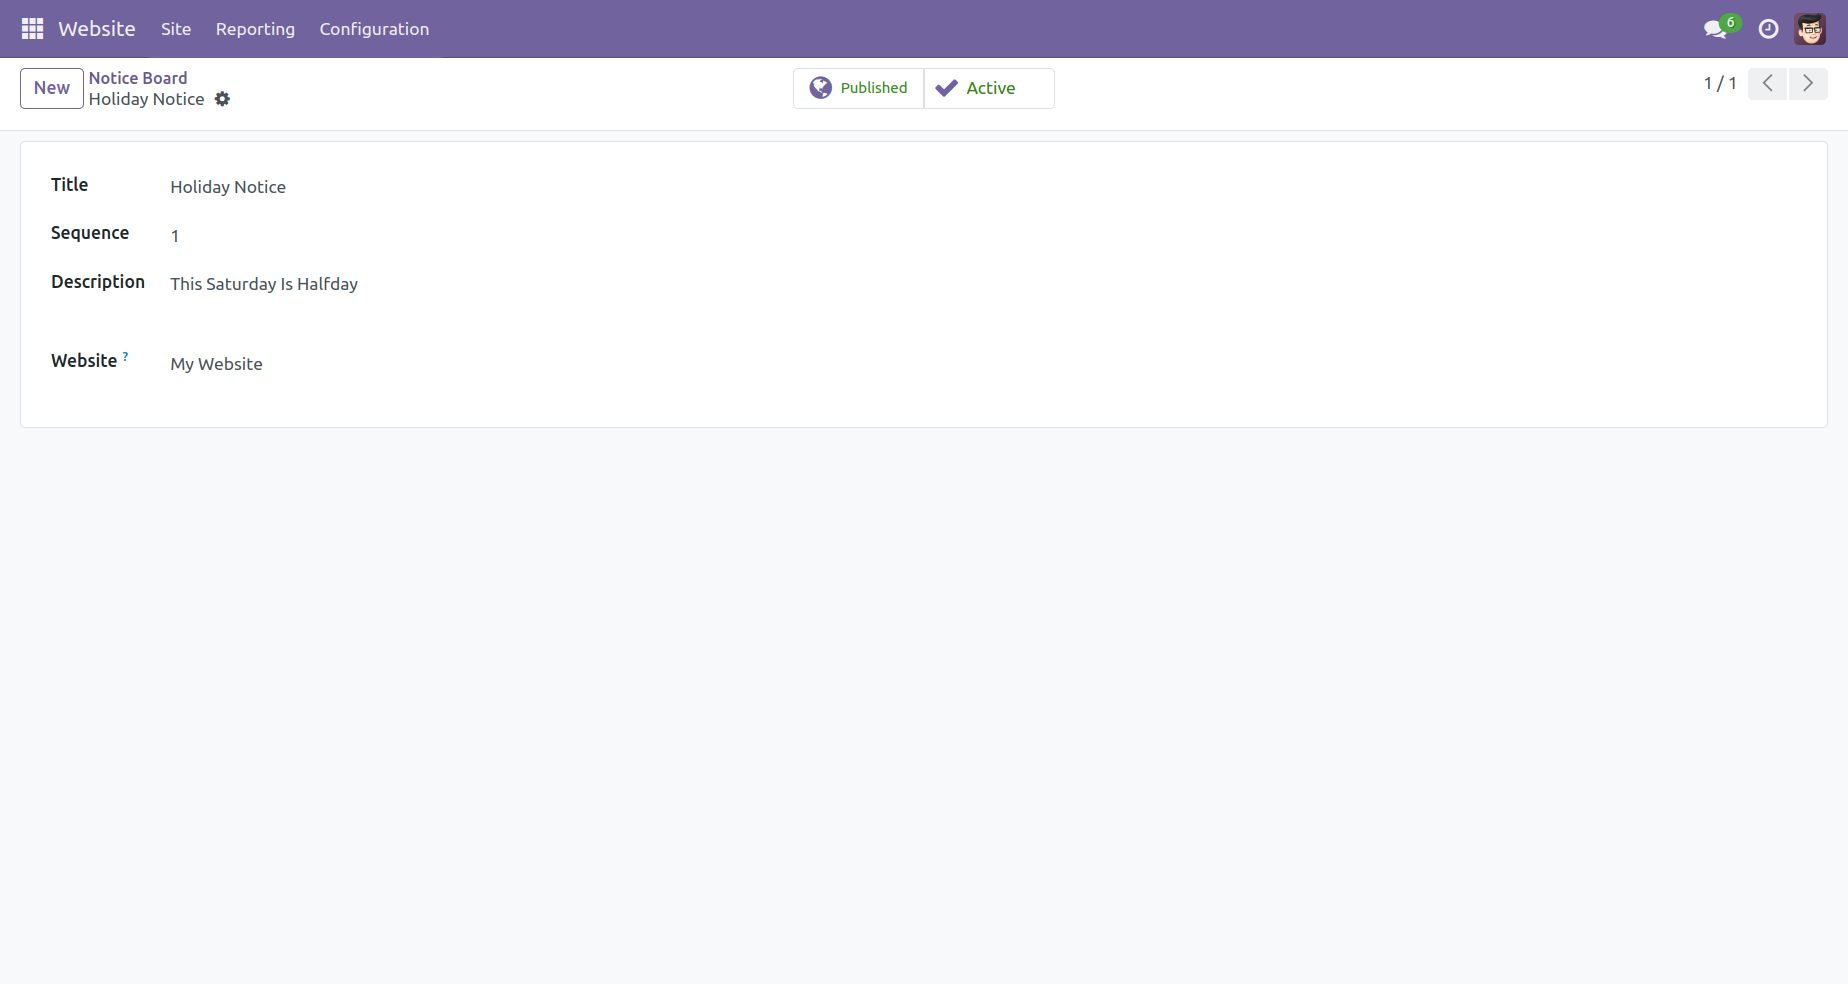 Website Site Reporting Configuration 6
New Notice Board
Holiday Notice
Published Active
1 / 1
Title Holiday Notice
Sequence 1
Description This Saturday Is Halfday
Website ? My Website